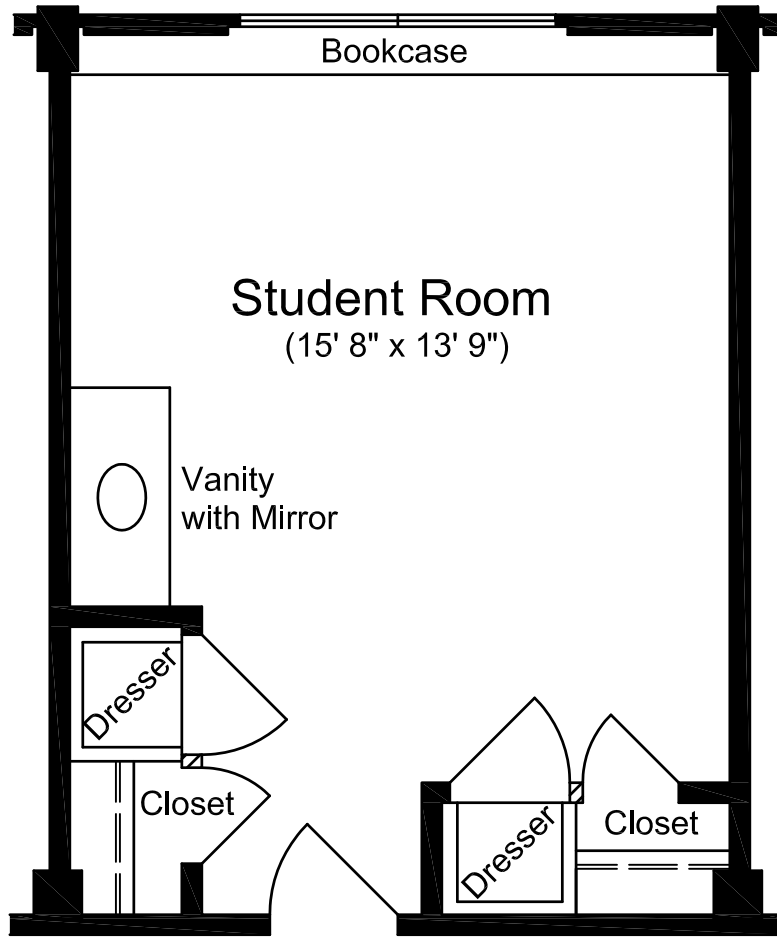 Bookcase
Student Room
(15' 8" x 13' 9")
Vanity
with Mirror
Dresser
Closet
Dresser
Closet